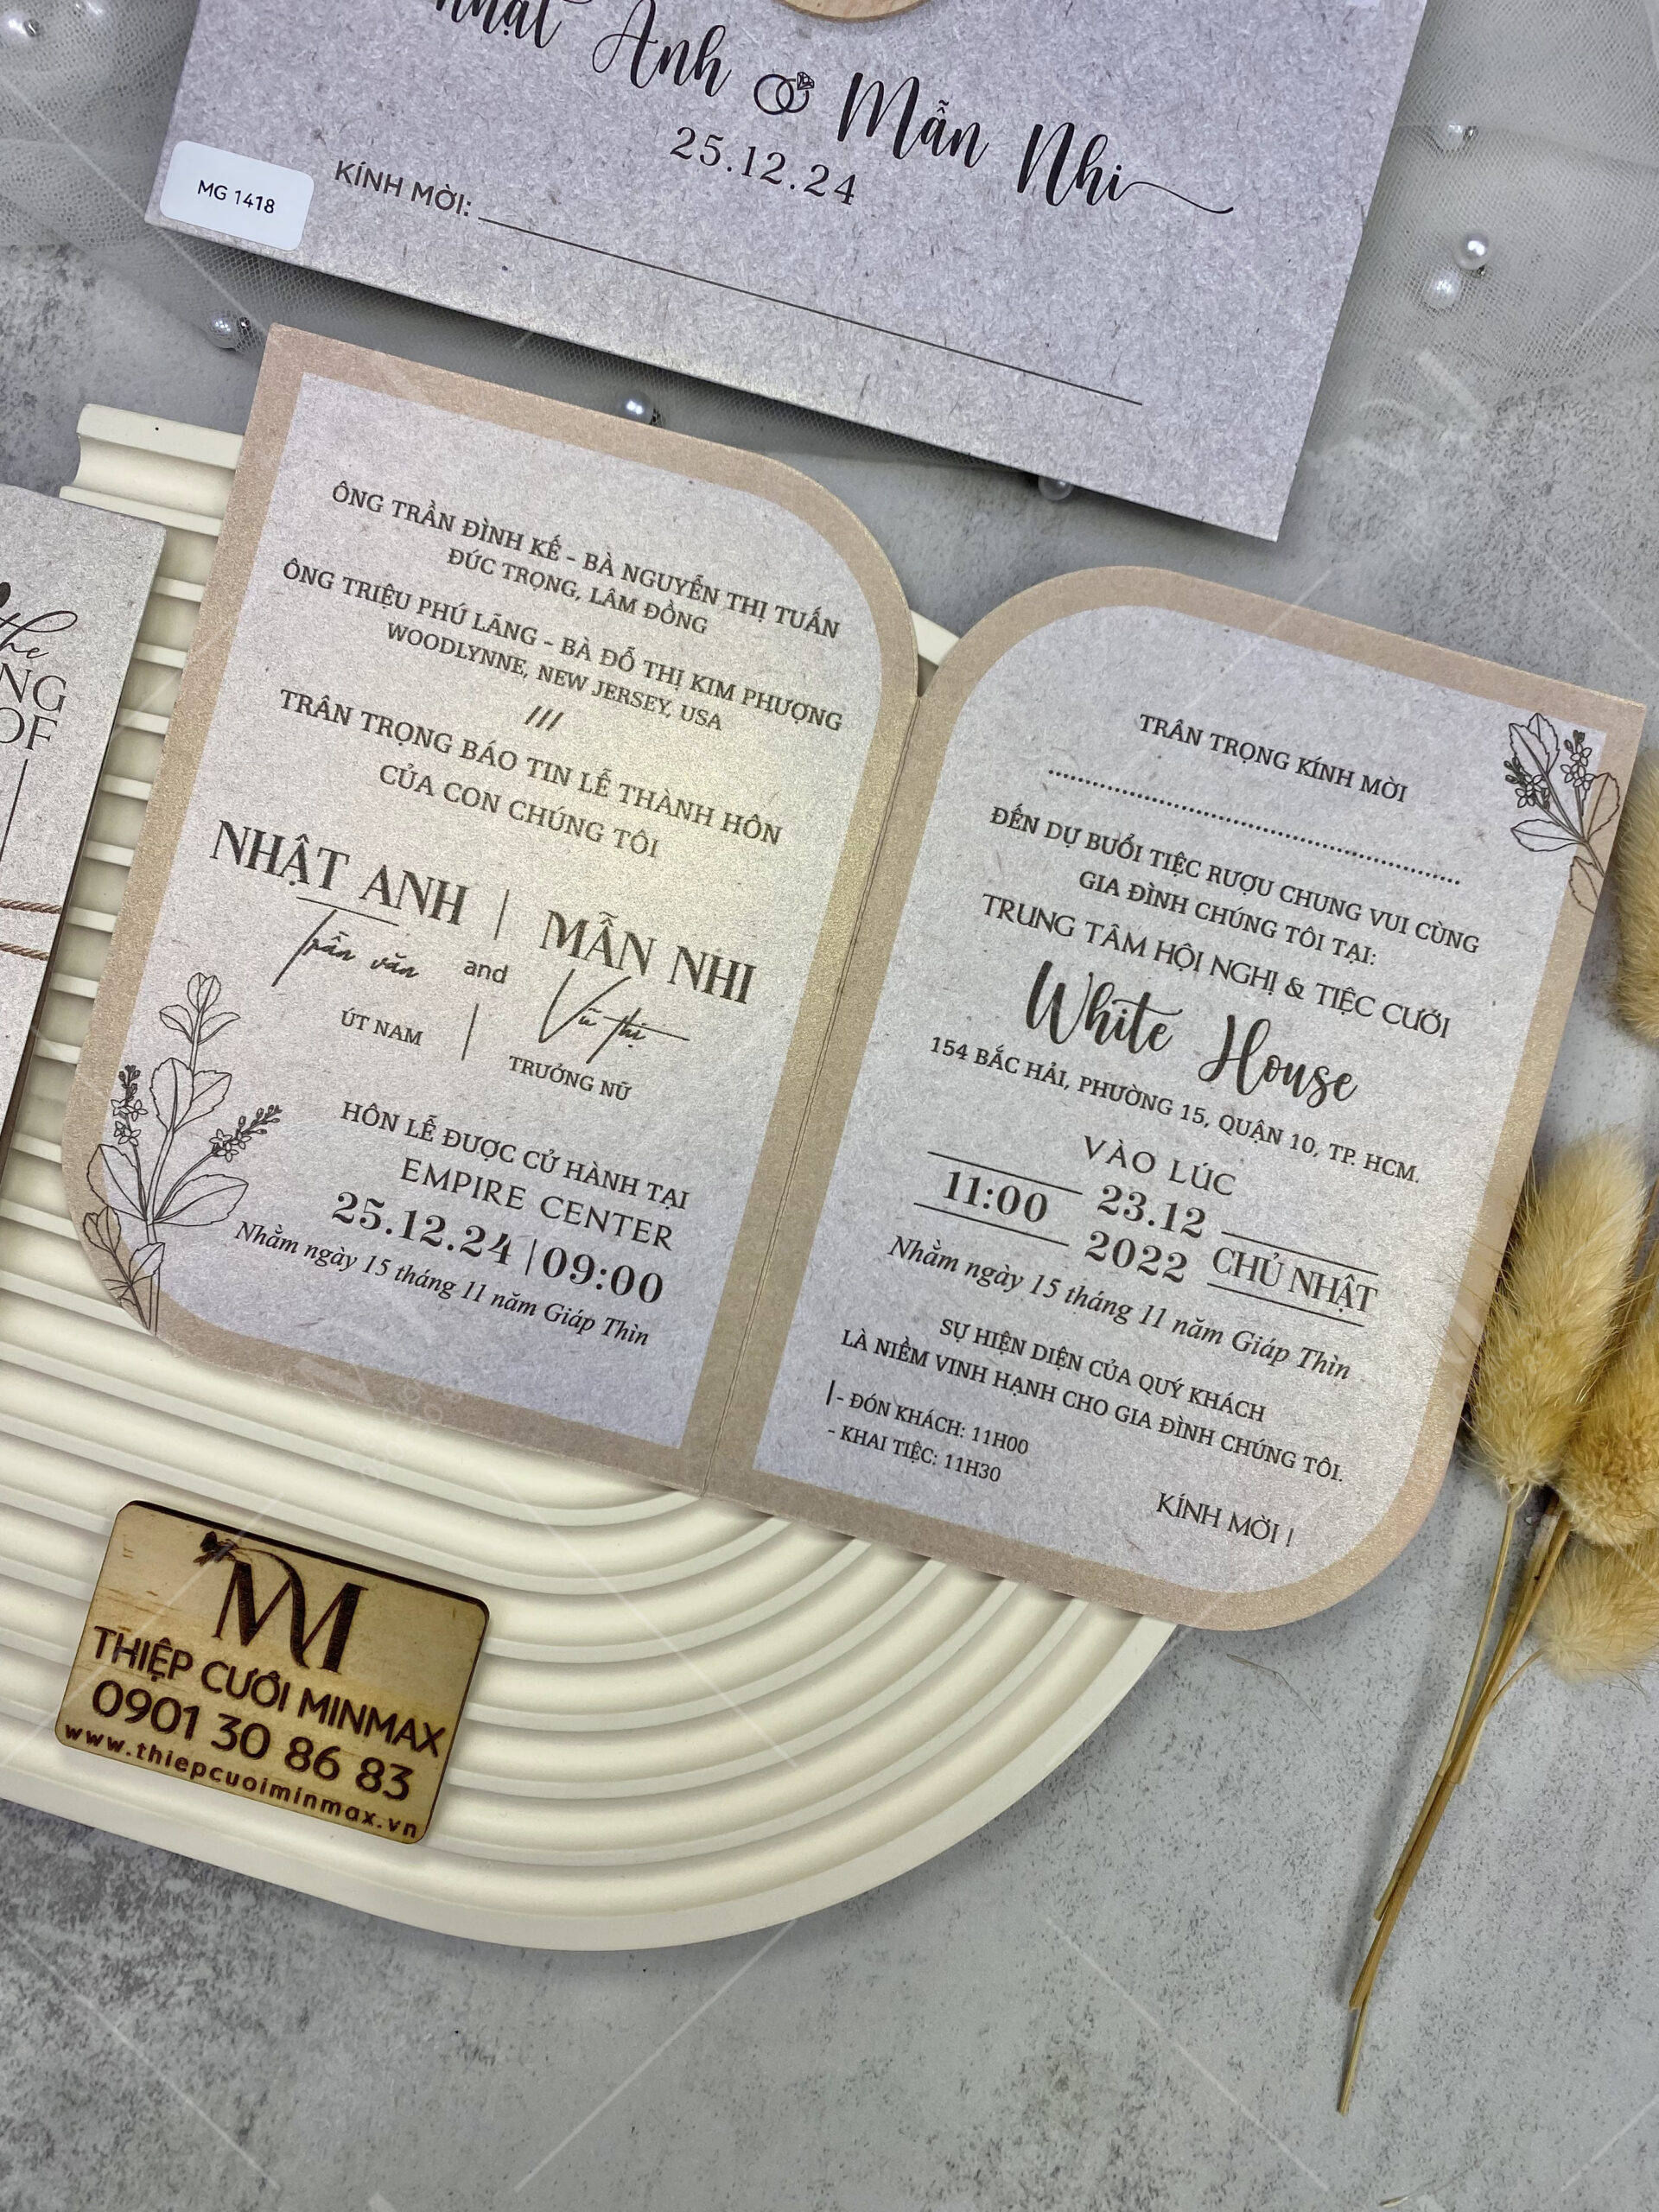 Nhật Anh Mẫn Nhi
25.12.24
MG 1418
KÍNH MỜI:
the
NG
OF
ÔNG TRẦN ĐÌNH KẾ - BÀ NGUYỄN THỊ TUẤN
ĐỨC TRỌNG, LÂM ĐỒNG
ÔNG TRIỆU PHÚ LÃNG - BÀ ĐỖ THỊ KIM PHƯỢNG
WOODLYNNE, NEW JERSEY, USA
///
TRÂN TRỌNG BÁO TIN LỄ THÀNH HÔN
CỦA CON CHÚNG TÔI
NHẬT ANH | MẪN NHI
Trần văn and Vũ thị
ÚT NAM | TRƯỞNG NỮ
HÔN LỄ ĐƯỢC CỬ HÀNH TẠI
EMPIRE CENTER
25.12.24 | 09:00
Nhằm ngày 15 tháng 11 năm Giáp Thìn
TRÂN TRỌNG KÍNH MỜI
ĐẾN DỰ BUỔI TIỆC RƯỢU CHUNG VUI CÙNG
GIA ĐÌNH CHÚNG TÔI TẠI:
TRUNG TÂM HỘI NGHỊ & TIỆC CƯỚI
White House
154 BẮC HẢI, PHƯỜNG 15, QUẬN 10, TP. HCM.
VÀO LÚC
11:00 23.12 2022 CHỦ NHẬT
Nhằm ngày 15 tháng 11 năm Giáp Thìn
SỰ HIỆN DIỆN CỦA QUÝ KHÁCH
LÀ NIỀM VINH HẠNH CHO GIA ĐÌNH CHÚNG TÔI.
- ĐÓN KHÁCH: 11H00
- KHAI TIỆC: 11H30
KÍNH MỜI |
THIỆP CƯỚI MINMAX
0901 30 86 83
www.thiepcuoiminmax.vn